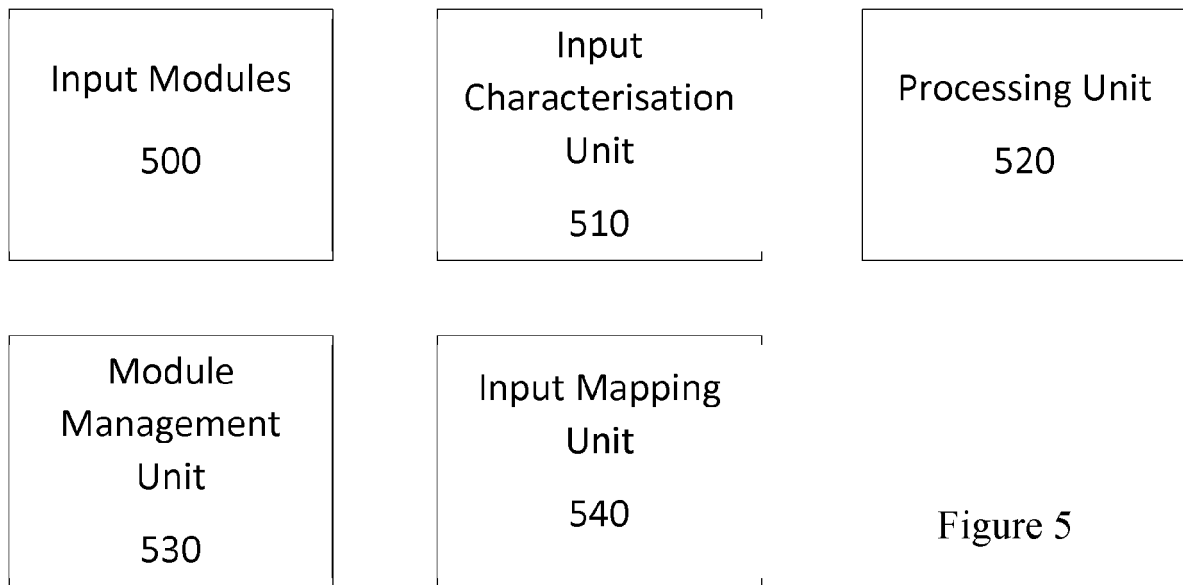 Input Modules
500
Input
Characterisation
Unit
510
Processing Unit
520
Module
Management
Unit
530
Input Mapping
Unit
540
Figure 5